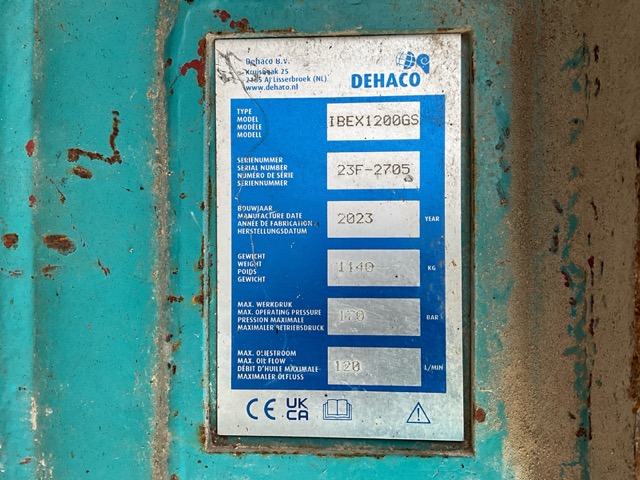 Dehaco B.V.
Kruisbaak 25
2165 AJ Lisserbroek (NL)
www.dehaco.nl
DEHACO
TYPE
MODEL
MODÈLE
MODELL
IBEX1200GS
SERIENUMMER
SERIAL NUMBER
NUMÉRO DE SÉRIE
SERIENNUMMER
23F-2705
BOUWJAAR
MANUFACTURE DATE
ANNÉE DE FABRICATION
HERSTELLUNGSDATUM
2023
YEAR
GEWICHT
WEIGHT
POIDS
GEWICHT
1140
KG
MAX. WERKDRUK
MAX. OPERATING PRESSURE
PRESSION MAXIMALE
MAXIMALER BETRIEBSDRUCK
170
BAR
MAX. OLIESTROOM
MAX. OIL FLOW
DÉBIT D'HUILE MAXIMALE
MAXIMALER ÖLFLUSS
120
L/MIN
CE
UK
CA